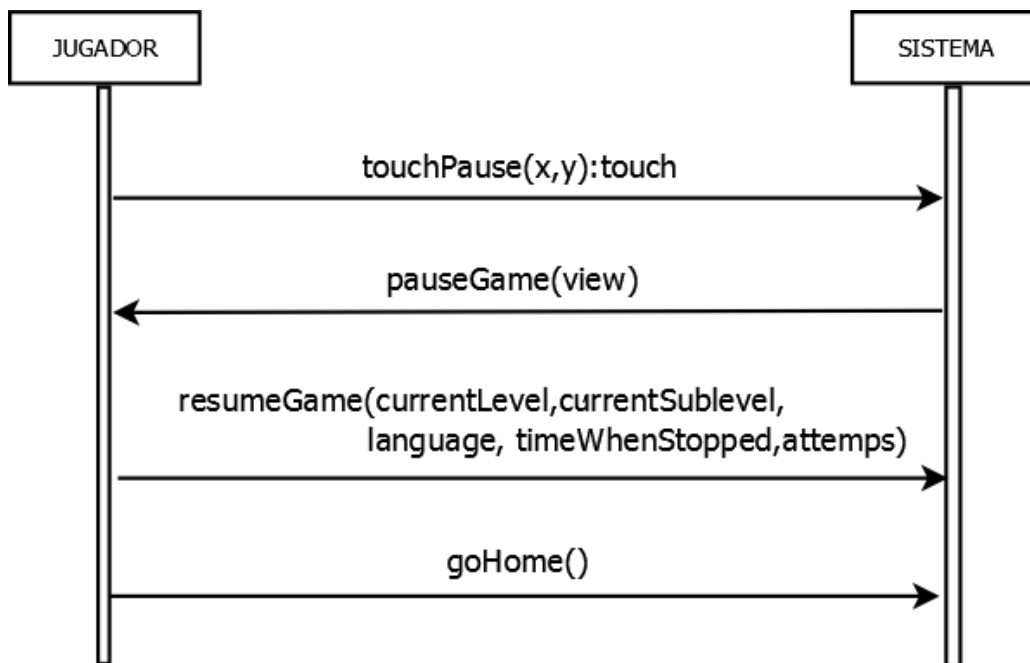 JUGADOR
SISTEMA
touchPause(x,y):touch
pauseGame(view)
resumeGame(currentLevel,currentSublevel,
language, timeWhenStopped,attemps)
goHome()